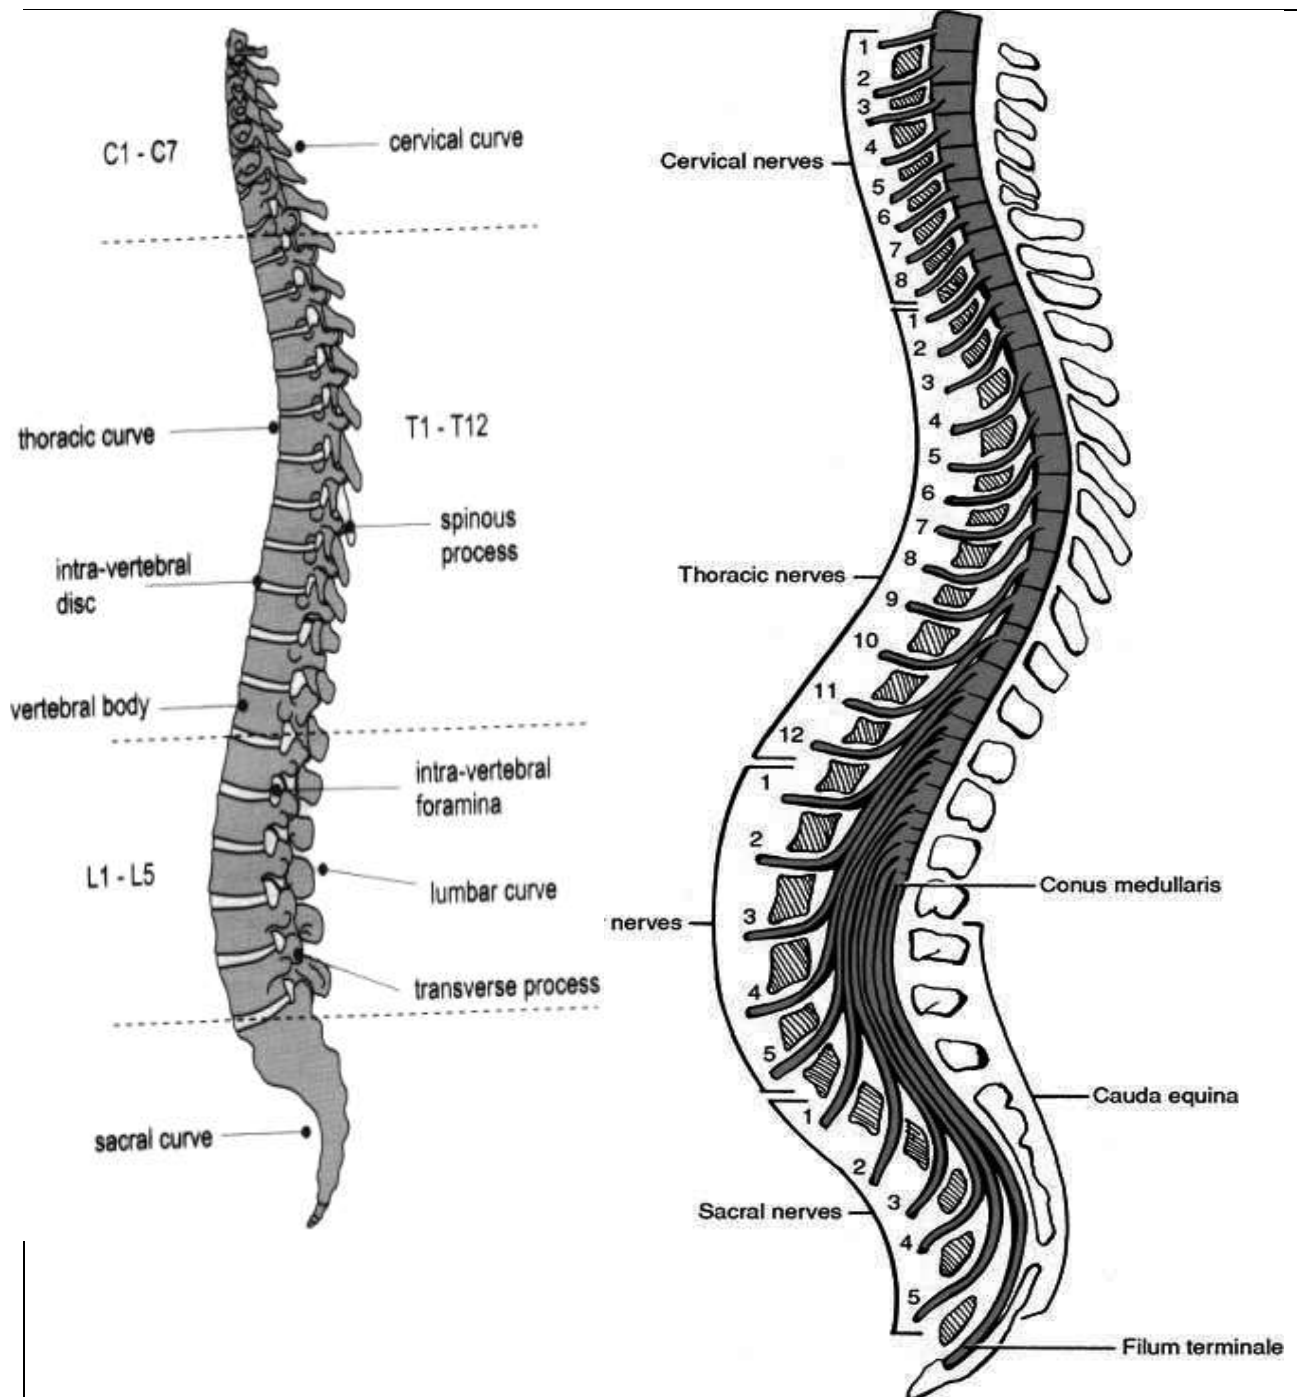 C1 - C7
cervical curve
thoracic curve
T1 - T12
spinous
process
intra-vertebral
disc
vertebral body
intra-vertebral
foramina
L1 - L5
lumbar curve
transverse process
sacral curve
1
2
3
Cervical nerves
4
5
6
7
8
1
2
3
4
5
6
7
Thoracic nerves
8
9
10
11
12
1
2
Conus medullaris
3
nerves
4
5
Cauda equina
1
2
Sacral nerves
3
4
5
Filum terminale